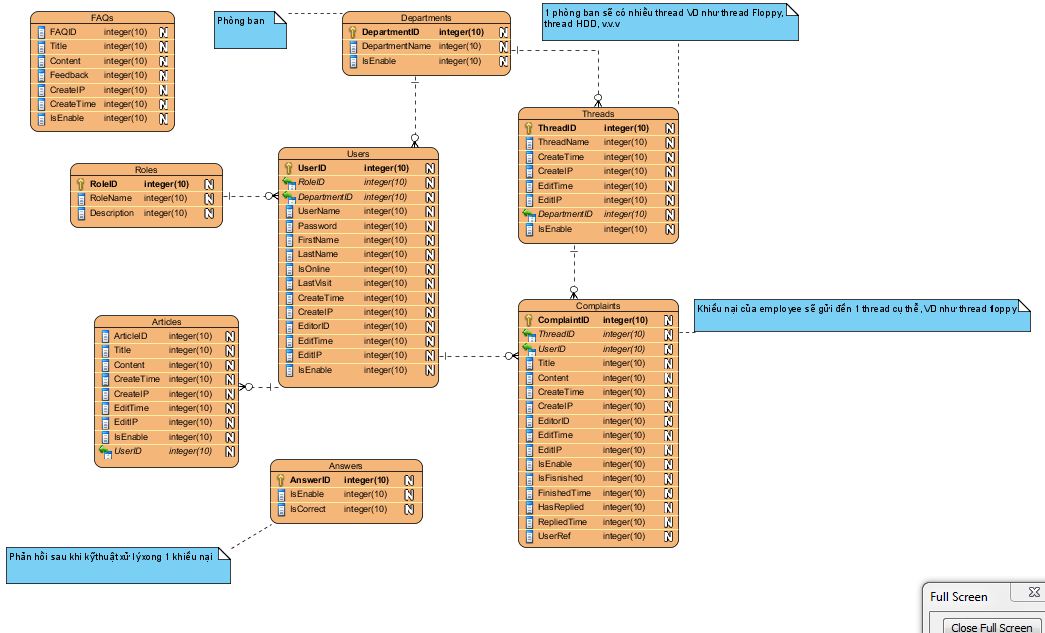 FAQs
FAQID integer(10) N
Title integer(10) N
Content integer(10) N
Feedback integer(10) N
CreateIP integer(10) N
CreateTime integer(10) N
IsEnable integer(10) N
Phòng ban
Departments
DepartmentID integer(10) N
DepartmentName integer(10) N
IsEnable integer(10) N
1 phòng ban sẽ có nhiều thread VD như thread Floppy,
thread HDD, v.v.v
Threads
ThreadID integer(10) N
ThreadName integer(10) N
CreateTime integer(10) N
CreateIP integer(10) N
EditTime integer(10) N
EditIP integer(10) N
DepartmentID integer(10) N
IsEnable integer(10) N
Roles
RoleID integer(10) N
RoleName integer(10) N
Description integer(10) N
Users
UserID integer(10) N
RoleID integer(10) N
DepartmentID integer(10) N
UserName integer(10) N
Password integer(10) N
FirstName integer(10) N
LastName integer(10) N
IsOnline integer(10) N
LastVisit integer(10) N
CreateTime integer(10) N
CreateIP integer(10) N
EditorID integer(10) N
EditTime integer(10) N
EditIP integer(10) N
IsEnable integer(10) N
Complaints
ComplaintID integer(10) N
ThreadID integer(10) N
UserID integer(10) N
Title integer(10) N
Content integer(10) N
CreateTime integer(10) N
CreateIP integer(10) N
EditorID integer(10) N
EditTime integer(10) N
EditIP integer(10) N
IsEnable integer(10) N
IsFisnished integer(10) N
FinishedTime integer(10) N
HasReplied integer(10) N
RepliedTime integer(10) N
UserRef integer(10) N
Khiếu nại của employee sẽ gửi đến 1 thread cụ thể, VD như thread floppy
Articles
ArticleID integer(10) N
Title integer(10) N
Content integer(10) N
CreateTime integer(10) N
CreateIP integer(10) N
EditTime integer(10) N
EditIP integer(10) N
IsEnable integer(10) N
UserID integer(10) N
Answers
AnswerID integer(10) N
IsEnable integer(10) N
IsCorrect integer(10) N
Phản hồi sau khi kỹ thuật xử lý xong 1 khiếu nại
Full Screen
Close Full Screen